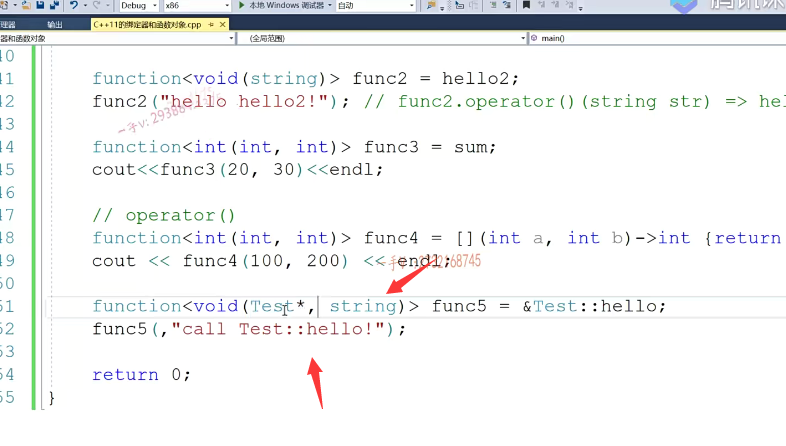 Debug x86 本地 Windows 调试器 自动
理器 输出 C++11的绑定器和函数对象.cpp
器和函数对象 (全局范围) main()
40
41 function<void(string)> func2 = hello2;
42 func2("hello hello2!"); // func2.operator()(string str) => hel
43
44 function<int(int, int)> func3 = sum;
45 cout<<func3(20, 30)<<endl;
46
47 // operator()
48 function<int(int, int)> func4 = [](int a, int b)->int {return
49 cout << func4(100, 200) << endl;
51 function<void(Test*, string)> func5 = &Test::hello;
52 func5(,"call Test::hello!");
53
54 return 0;
55 }